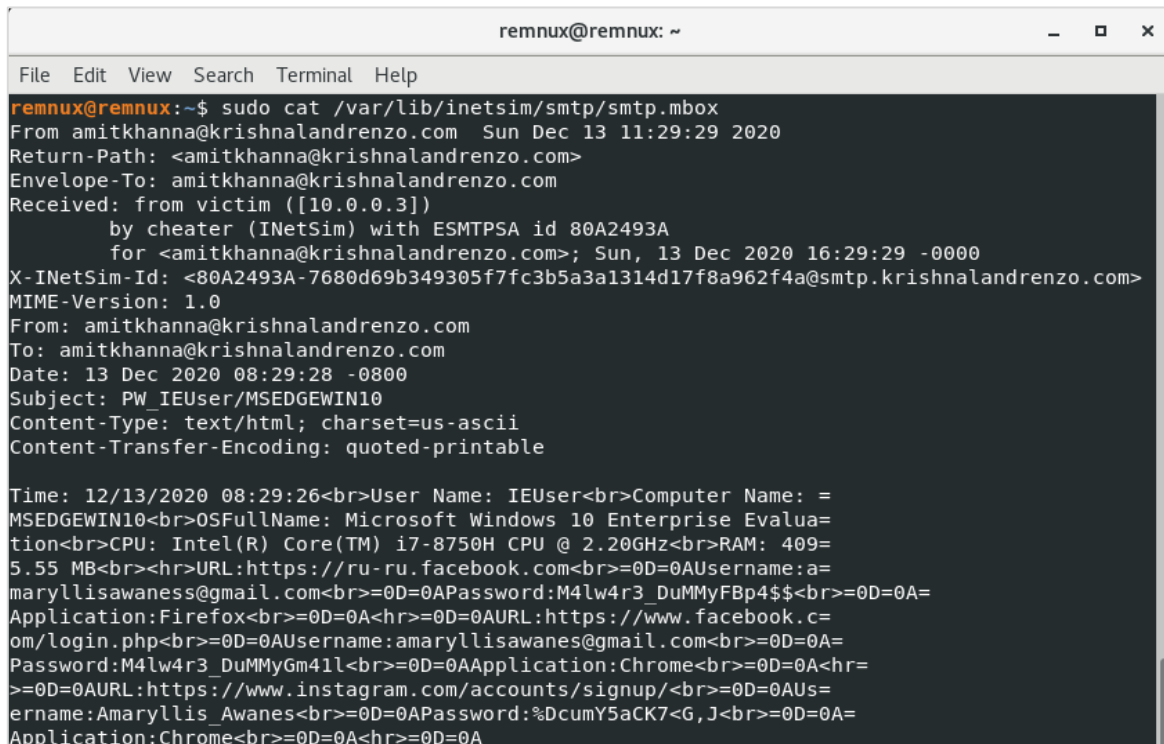 remnux@remnux: ~
File Edit View Search Terminal Help
remnux@remnux:~$ sudo cat /var/lib/inetsim/smtp/smtp.mbox
From amitkhanna@krishnalandrenzo.com  Sun Dec 13 11:29:29 2020
Return-Path: <amitkhanna@krishnalandrenzo.com>
Envelope-To: amitkhanna@krishnalandrenzo.com
Received: from victim ([10.0.0.3])
        by cheater (INetSim) with ESMTPSA id 80A2493A
        for <amitkhanna@krishnalandrenzo.com>; Sun, 13 Dec 2020 16:29:29 -0000
X-INetSim-Id: <80A2493A-7680d69b349305f7fc3b5a3a1314d17f8a962f4a@smtp.krishnalandrenzo.com>
MIME-Version: 1.0
From: amitkhanna@krishnalandrenzo.com
To: amitkhanna@krishnalandrenzo.com
Date: 13 Dec 2020 08:29:28 -0800
Subject: PW_IEUser/MSEDGEWIN10
Content-Type: text/html; charset=us-ascii
Content-Transfer-Encoding: quoted-printable

Time: 12/13/2020 08:29:26<br>User Name: IEUser<br>Computer Name: =
MSEDGEWIN10<br>OSFullName: Microsoft Windows 10 Enterprise Evalua=
tion<br>CPU: Intel(R) Core(TM) i7-8750H CPU @ 2.20GHz<br>RAM: 409=
5.55 MB<br><hr>URL:https://ru-ru.facebook.com<br>=0D=0AUsername:a=
maryllisawaness@gmail.com<br>=0D=0APassword:M4lw4r3_DuMMyFBp4$$<br>=0D=0A=
Application:Firefox<br>=0D=0A<hr>=0D=0AURL:https://www.facebook.c=
om/login.php<br>=0D=0AUsername:amaryllisawanes@gmail.com<br>=0D=0A=
Password:M4lw4r3_DuMMyGm41l<br>=0D=0AApplication:Chrome<br>=0D=0A<hr=
>=0D=0AURL:https://www.instagram.com/accounts/signup/<br>=0D=0AUs=
ername:Amaryllis_Awanes<br>=0D=0APassword:%DcumY5aCK7<G,J<br>=0D=0A=
Application:Chrome<br>=0D=0A<hr>=0D=0A